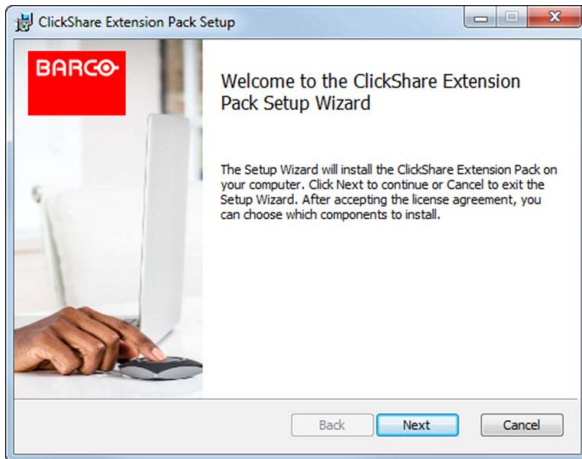 ClickShare Extension Pack Setup
BARCO
Welcome to the ClickShare Extension
Pack Setup Wizard
The Setup Wizard will install the ClickShare Extension Pack on
your computer. Click Next to continue or Cancel to exit the
Setup Wizard. After accepting the license agreement, you
can choose which components to install.
Back
Next
Cancel